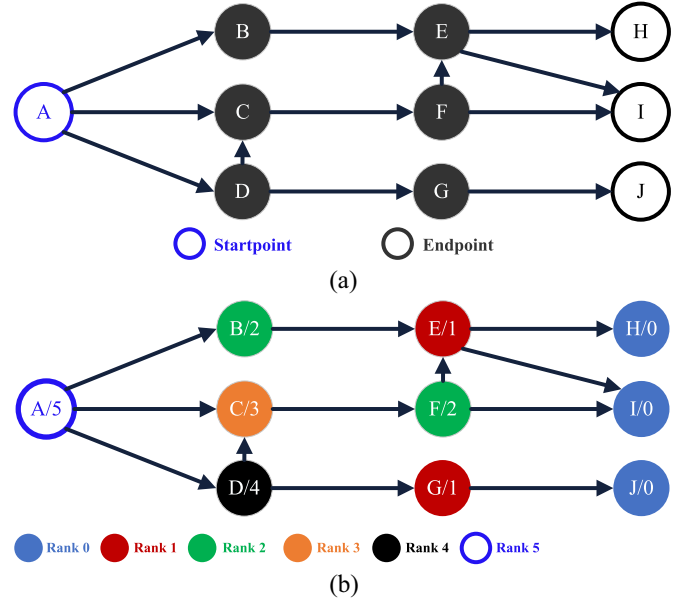 B E H
A C F I
D G J
Startpoint Endpoint
(a)
B/2 E/1 H/0
A/5 C/3 F/2 I/0
D/4 G/1 J/0
Rank 0 Rank 1 Rank 2 Rank 3 Rank 4 Rank 5
(b)